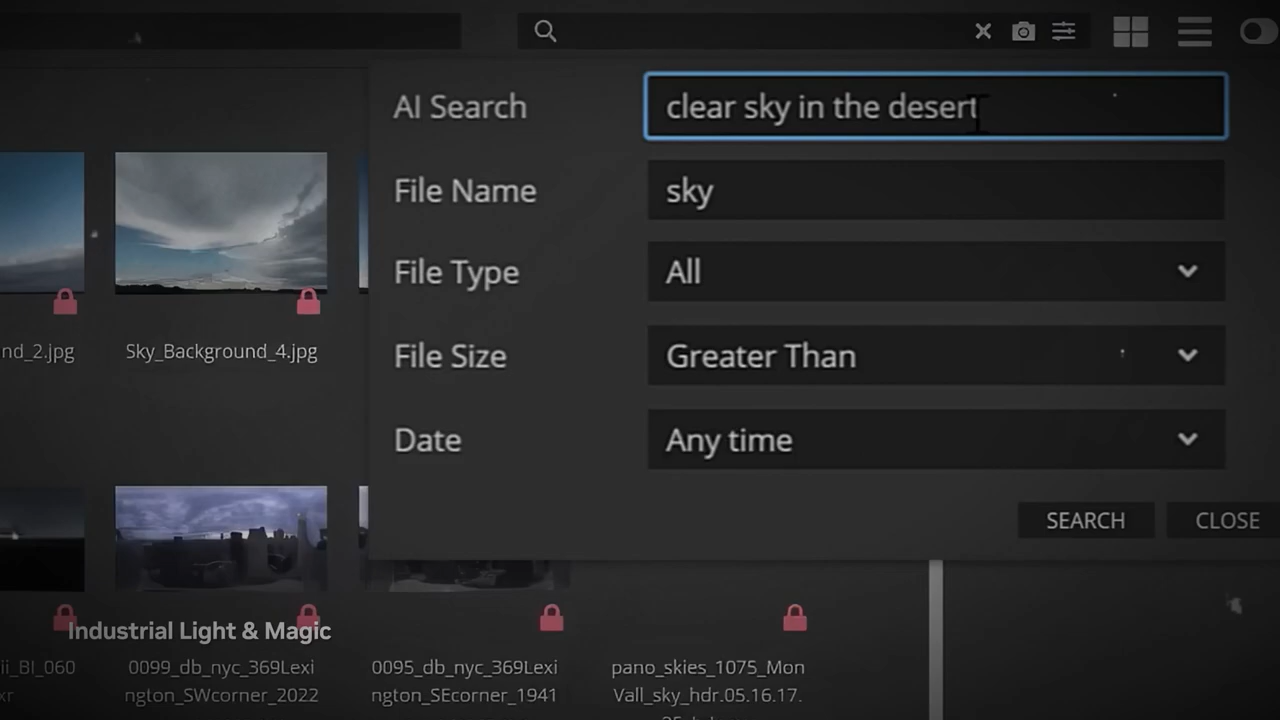 AI Search
clear sky in the desert
File Name
sky
File Type
All
File Size
Greater Than
Date
Any time
SEARCH
CLOSE
nd_2.jpg
Sky_Background_4.jpg
Industrial Light & Magic
ii_BI_060
xr
0099_db_nyc_369Lexi
ngton_SWcorner_2022
0095_db_nyc_369Lexi
ngton_SEcorner_1941
pano_skies_1075_Mon
Vall_sky_hdr.05.16.17.